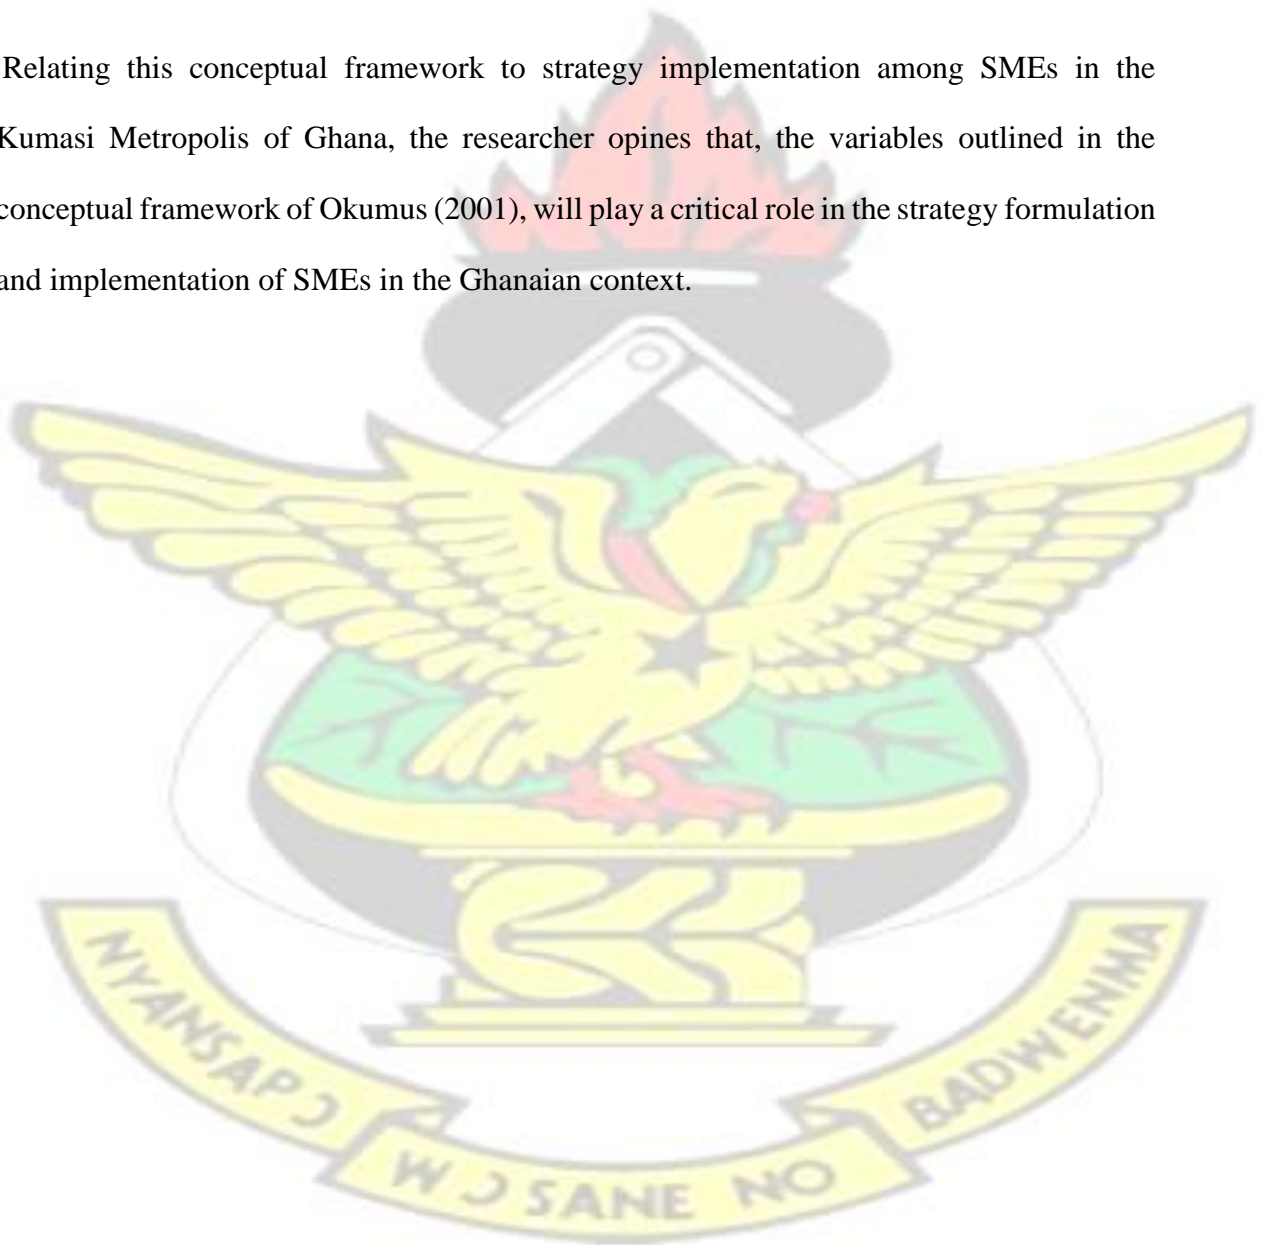 Relating this conceptual framework to strategy implementation among SMEs in the
Kumasi Metropolis of Ghana, the researcher opines that, the variables outlined in the
conceptual framework of Okumus (2001), will play a critical role in the strategy formulation
and implementation of SMEs in the Ghanaian context.
NYANSAPƆ
WƆ SANE NO
BADWENMA